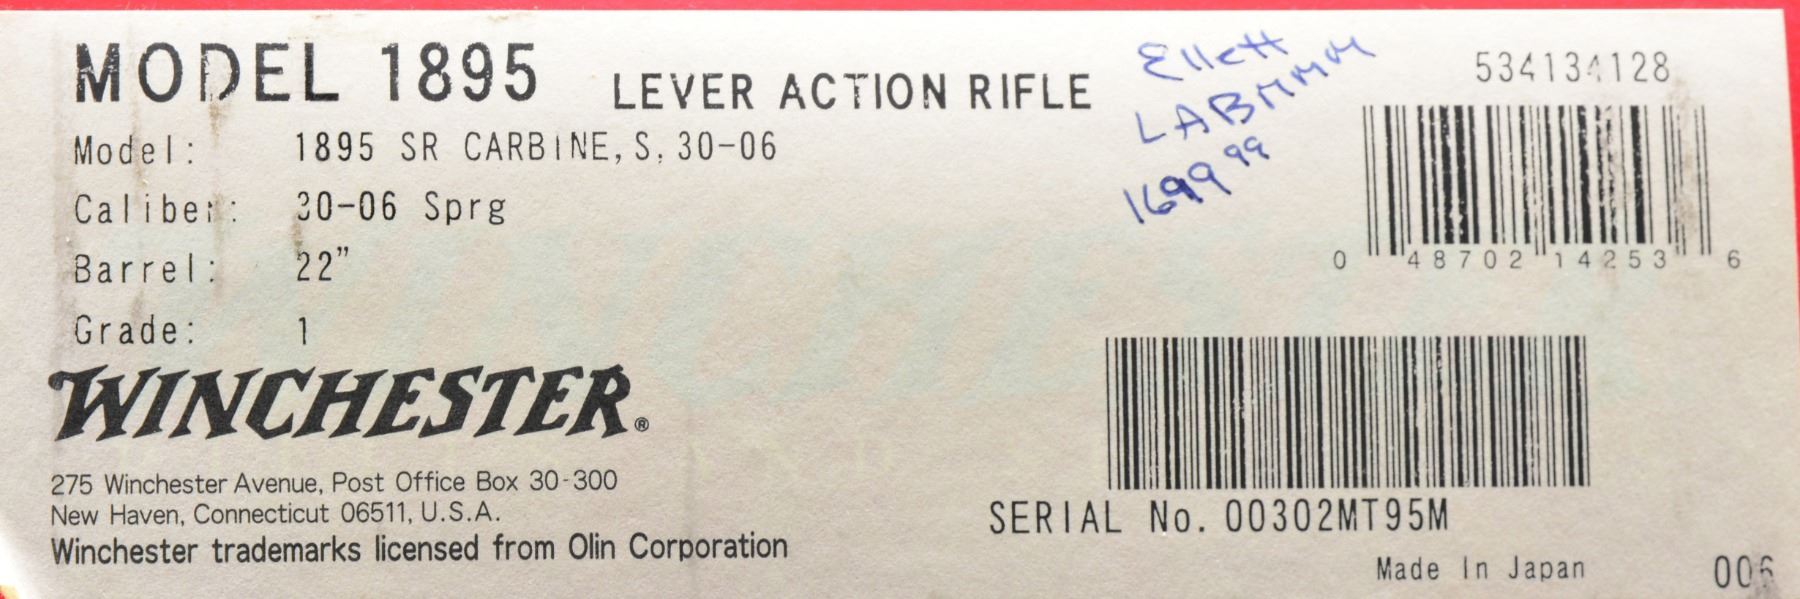 MODEL 1895 LEVER ACTION RIFLE
Model: 1895 SR CARBINE, S, 30-06
Caliber: 30-06 Sprg
Barrel: 22”
Grade: 1
WINCHESTER®
275 Winchester Avenue, Post Office Box 30-300
New Haven, Connecticut 06511, U.S.A.
Winchester trademarks licensed from Olin Corporation
Ellett
LABMMMM
1699 99
534134128
0 48702 14253 6
SERIAL No. 00302MT95M
Made In Japan
006